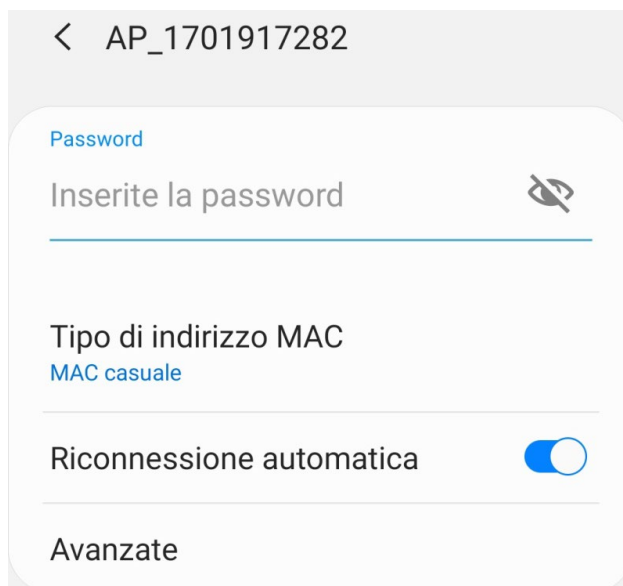 AP_1701917282
Password
Inserite la password
Tipo di indirizzo MAC
MAC casuale
Riconnessione automatica
Avanzate